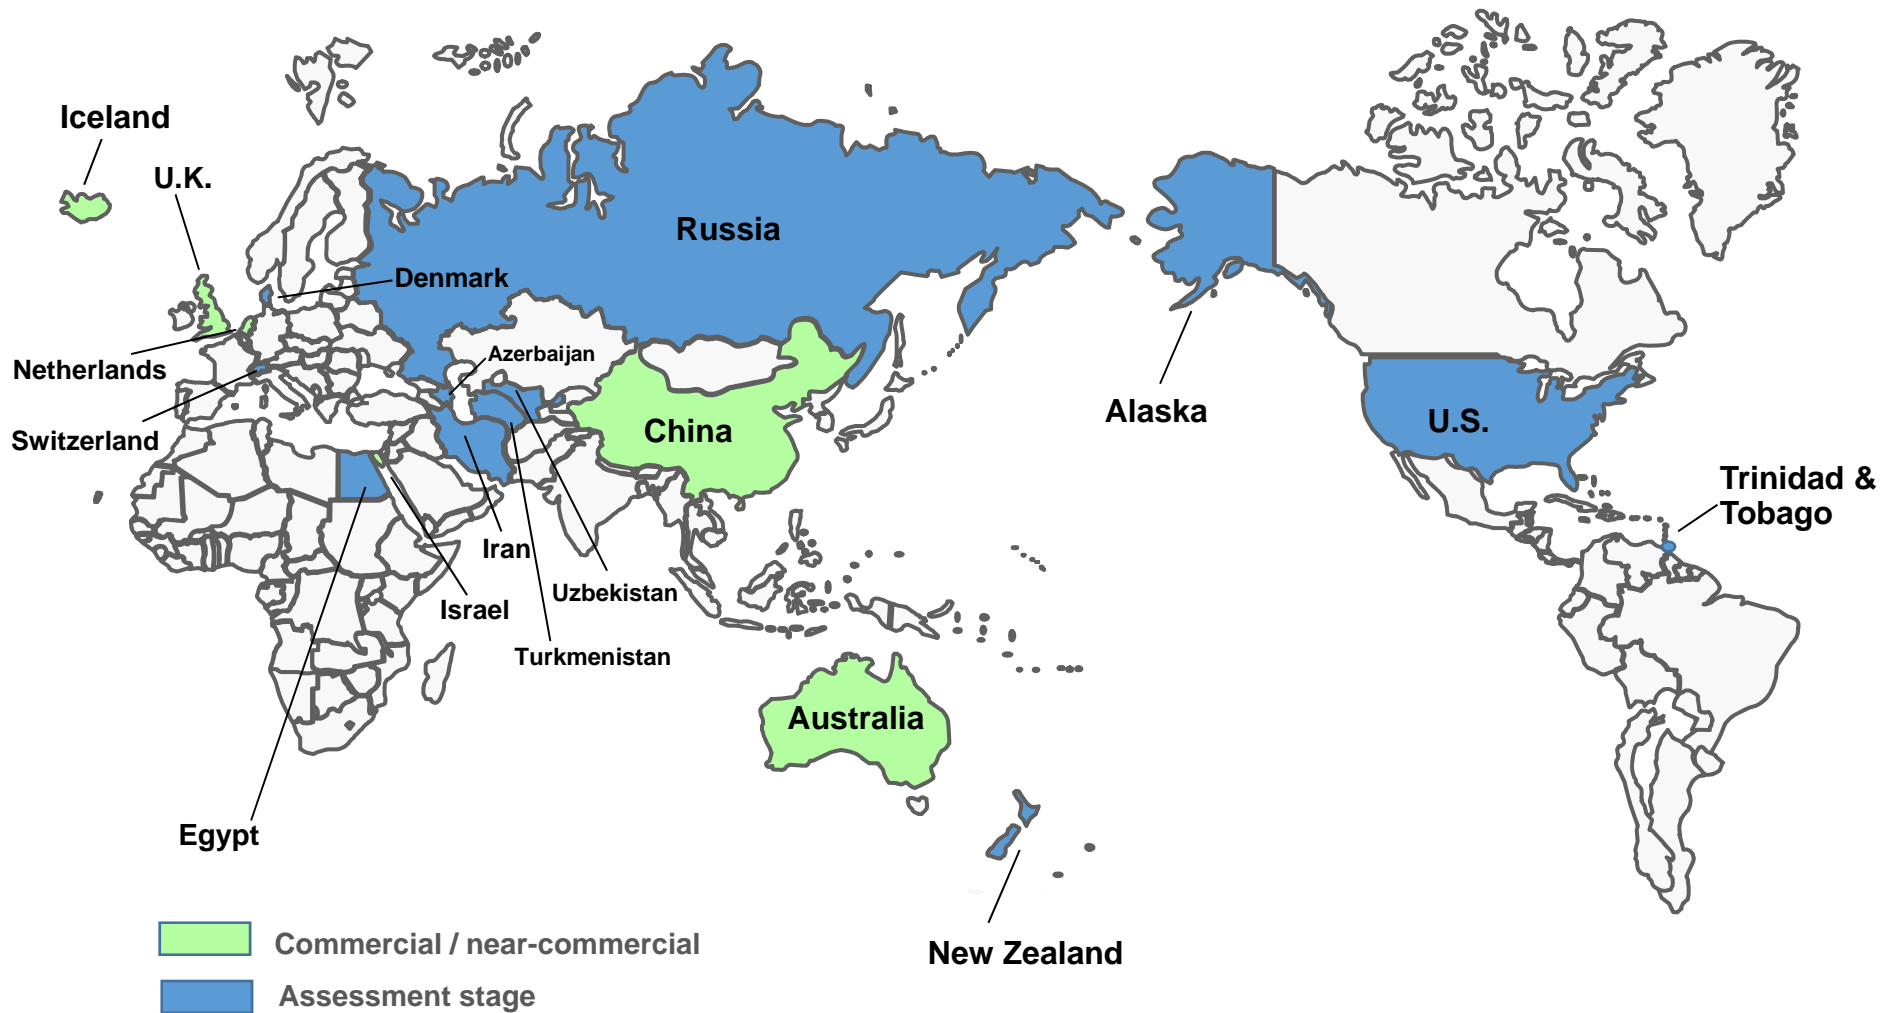 Iceland
U.K.
Russia
Denmark
Azerbaijan
Netherlands
Switzerland
China
Alaska
U.S.
Trinidad &
Tobago
Iran
Uzbekistan
Israel
Turkmenistan
Australia
Egypt
New Zealand
Commercial / near-commercial
Assessment stage